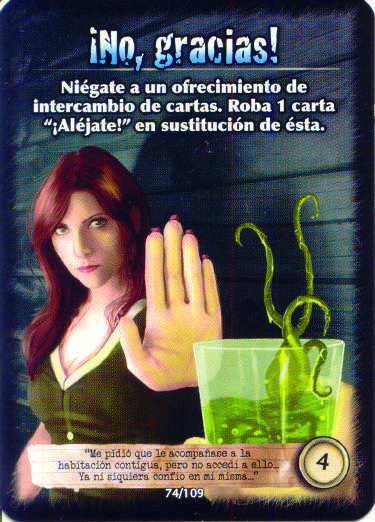 ¡No, gracias!
Niégate a un ofrecimiento de
intercambio de cartas. Roba 1 carta
“¡Aléjate!” en sustitución de ésta.
“Me pidió que le acompañase a la
habitación contigua, pero no accedí a ello...
Ya ni siquiera confío en mi misma...”
4
74/109